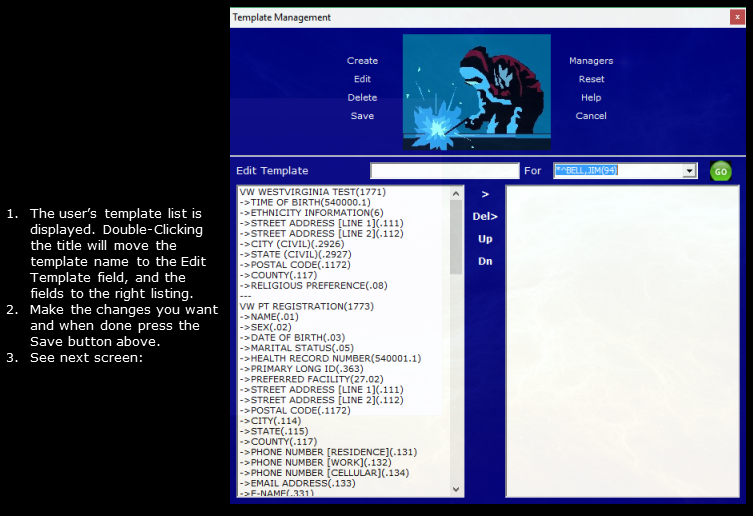 Template Management
x
Create
Edit
Delete
Save
Managers
Reset
Help
Cancel
Edit Template
For
*^BELL,JIM(94)
GO
1. The user's template list is
displayed. Double-Clicking
the title will move the
template name to the Edit
Template field, and the
fields to the right listing.
2. Make the changes you want
and when done press the
Save button above.
3. See next screen:
VW WESTVIRGINIA TEST(1771)
->TIME OF BIRTH(540000.1)
->ETHNICITY INFORMATION(6)
->STREET ADDRESS [LINE 1](.111)
->STREET ADDRESS [LINE 2](.112)
->CITY (CIVIL)(.2926)
->STATE (CIVIL)(.2927)
->POSTAL CODE(.1172)
->COUNTY(.117)
->RELIGIOUS PREFERENCE(.08)
---
VW PT REGISTRATION(1773)
->NAME(.01)
->SEX(.02)
->DATE OF BIRTH(.03)
->MARITAL STATUS(.05)
->HEALTH RECORD NUMBER(540001.1)
->PRIMARY LONG ID(.363)
->PREFERRED FACILITY(27.02)
->STREET ADDRESS [LINE 1](.111)
->STREET ADDRESS [LINE 2](.112)
->POSTAL CODE(.1172)
->CITY(.114)
->STATE(.115)
->COUNTY(.117)
->PHONE NUMBER [RESIDENCE](.131)
->PHONE NUMBER [WORK](.132)
->PHONE NUMBER [CELLULAR](.134)
->EMAIL ADDRESS(.133)
->F-NAME(.331)
>
Del>
Up
Dn